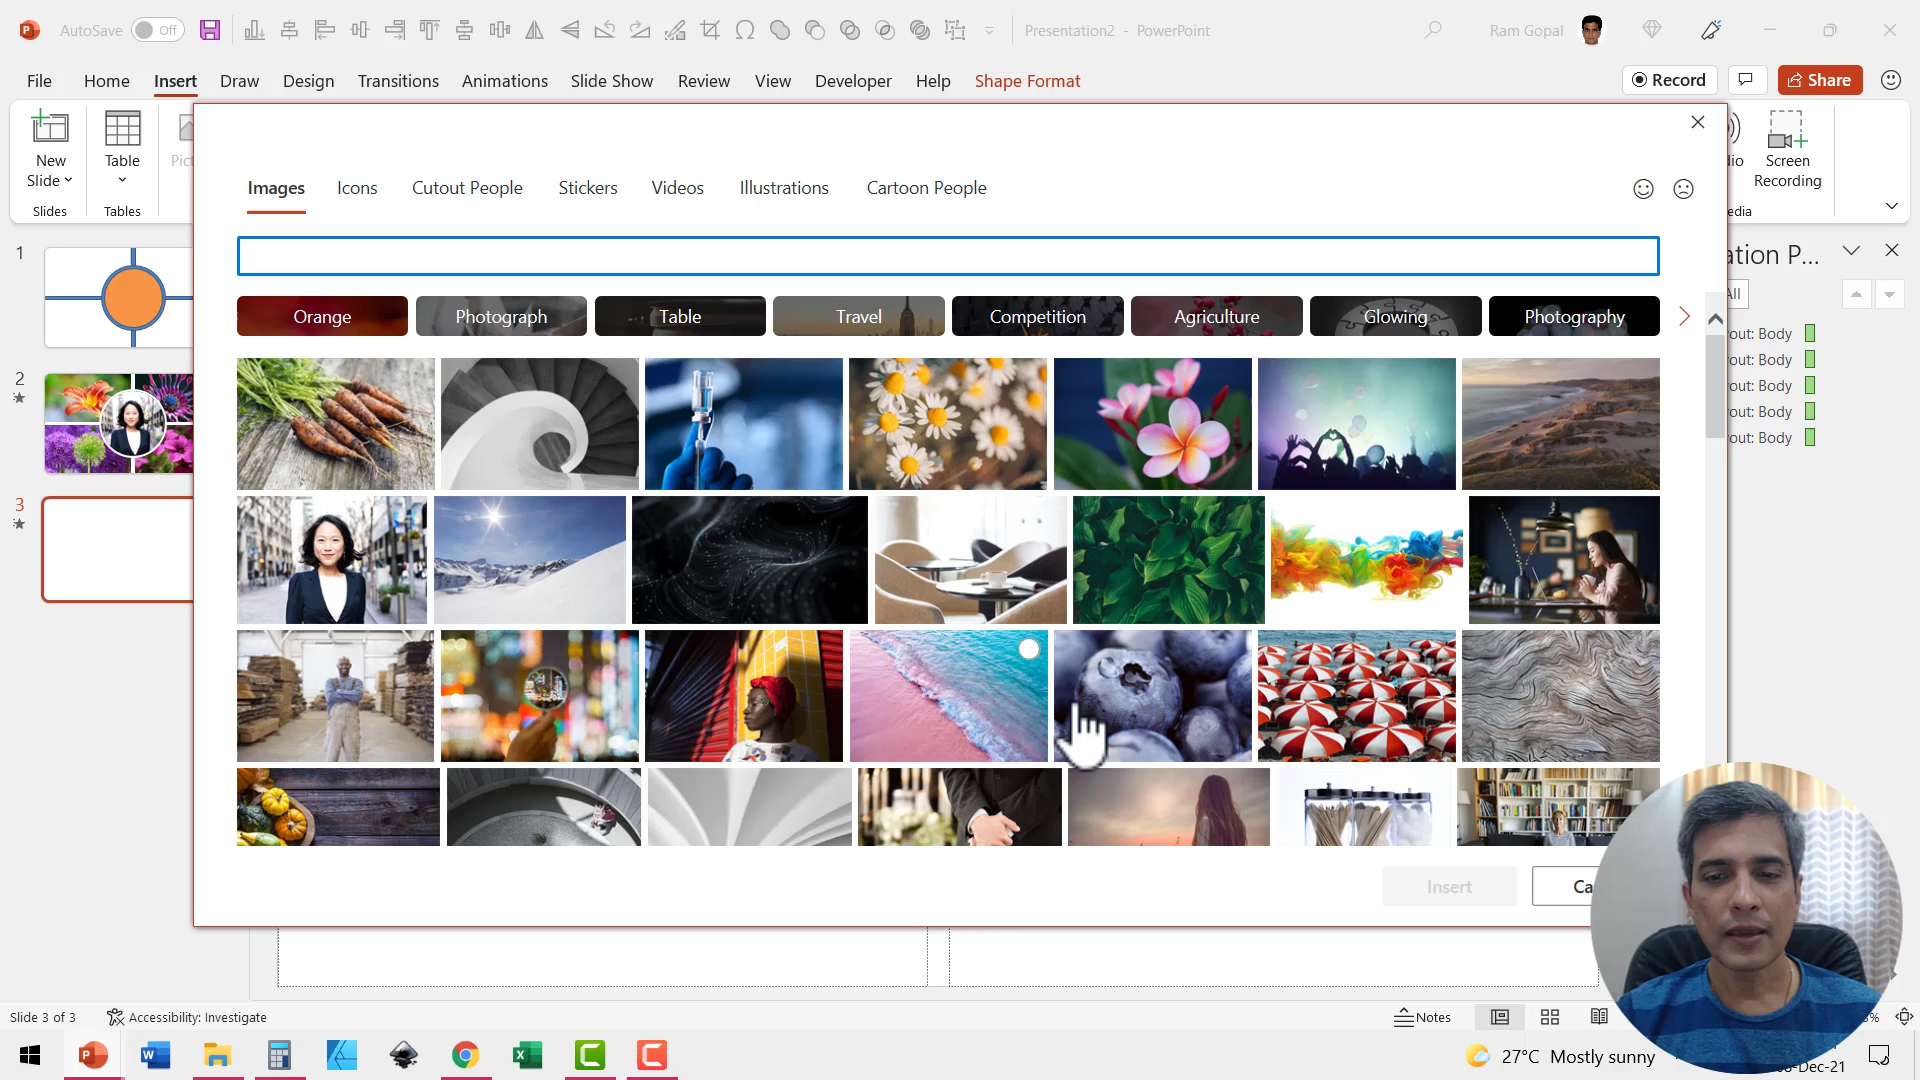 AutoSave Off Presentation2 - PowerPoint Ram Gopal
File Home Insert Draw Design Transitions Animations Slide Show Review View Developer Help Shape Format Record Share
New Slide
Table
Screen Recording
Slides
Tables
Images Icons Cutout People Stickers Videos Illustrations Cartoon People
Orange Photograph Table Travel Competition Agriculture Glowing Photography
1
2
3
Insert
Slide 3 of 3 Accessibility: Investigate Notes
27°C Mostly sunny